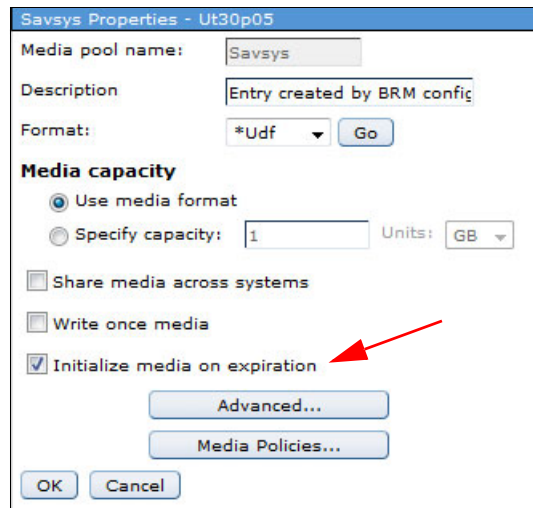 Savsys Properties - Ut30p05
Media pool name: Savsys
Description Entry created by BRM config
Format: *Udf Go
Media capacity
Use media format
Specify capacity: 1 Units: GB
Share media across systems
Write once media
Initialize media on expiration
Advanced...
Media Policies...
OK Cancel